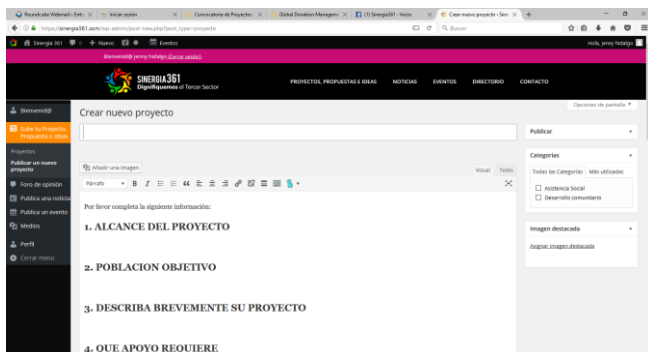 Roundcube Webmail :: Entr
Iniciar sesión
Convocatoria de Proyectos
Global Donation Managem
(1) Sinergia361 - Inicio
Crear nuevo proyecto ‹ Sin
https://sinergia361.com/wp-admin/post-new.php?post_type=proyecto
Buscar
Sinergia 361
0
+ Nuevo
Eventos
Hola, Jenny hidalgo
Bienvenid@ Jenny hidalgo (Cerrar sesión)
SINERGIA361
Dignifiquemos el Tercer Sector
PROYECTOS, PROPUESTAS E IDEAS
NOTICIAS
EVENTOS
DIRECTORIO
CONTACTO
Opciones de pantalla
Bienvenid@
Sube tu Proyecto,
Propuesta o Ideas
Proyectos
Publicar un nuevo
proyecto
Foro de opinión
Publica una noticia
Publica un evento
Medios
Perfil
Cerrar menú
Crear nuevo proyecto
Añadir una imagen
Visual
Texto
Párrafo
Por favor completa la siguiente información:
1. ALCANCE DEL PROYECTO
2. POBLACION OBJETIVO
3. DESCRIBA BREVEMENTE SU PROYECTO
4. QUE APOYO REQUIERE
Publicar
Categorías
Todas las Categorías
Más utilizadas
Asistencia Social
Desarrollo comunitario
Imagen destacada
Asignar imagen destacada